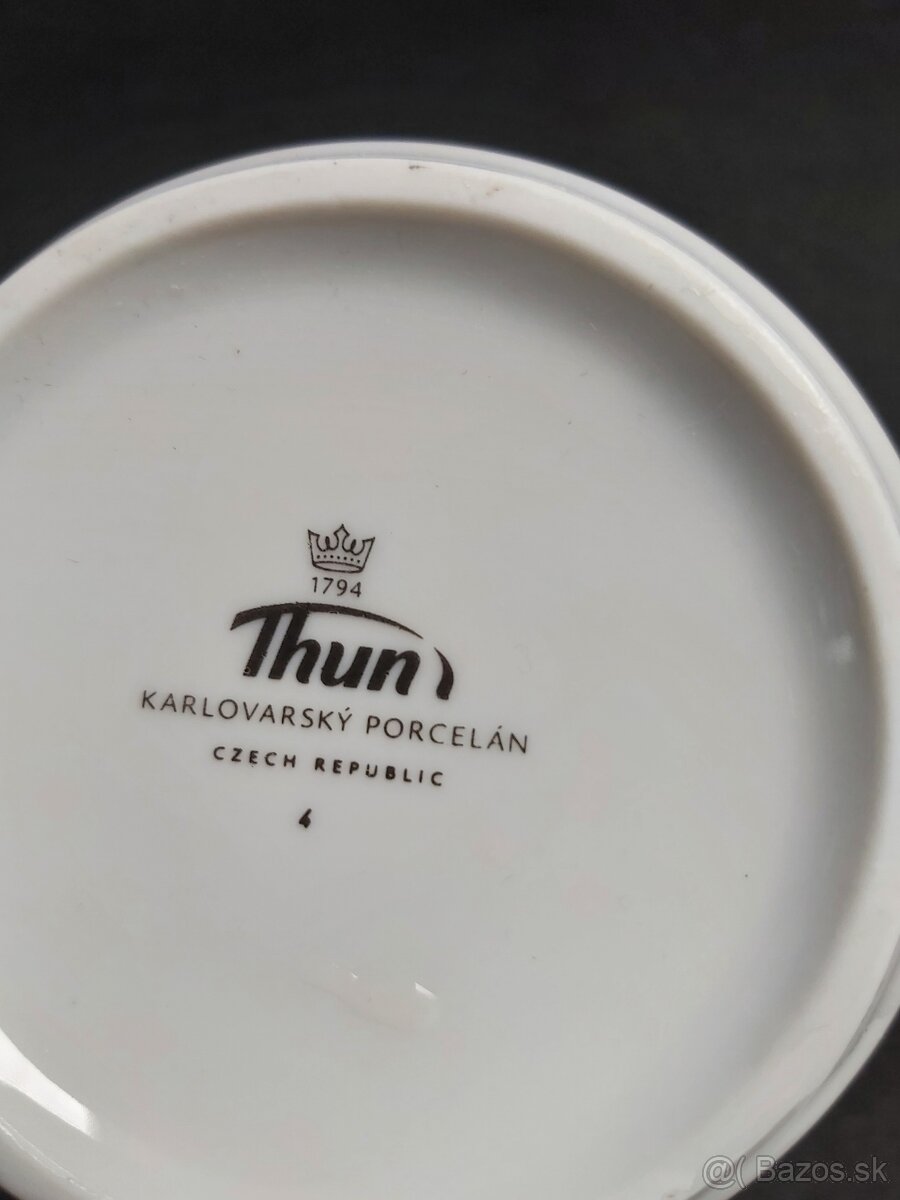 1794
Thun
KARLOVARSKÝ PORCELÁN
CZECH REPUBLIC
4
@( Bazos.sk